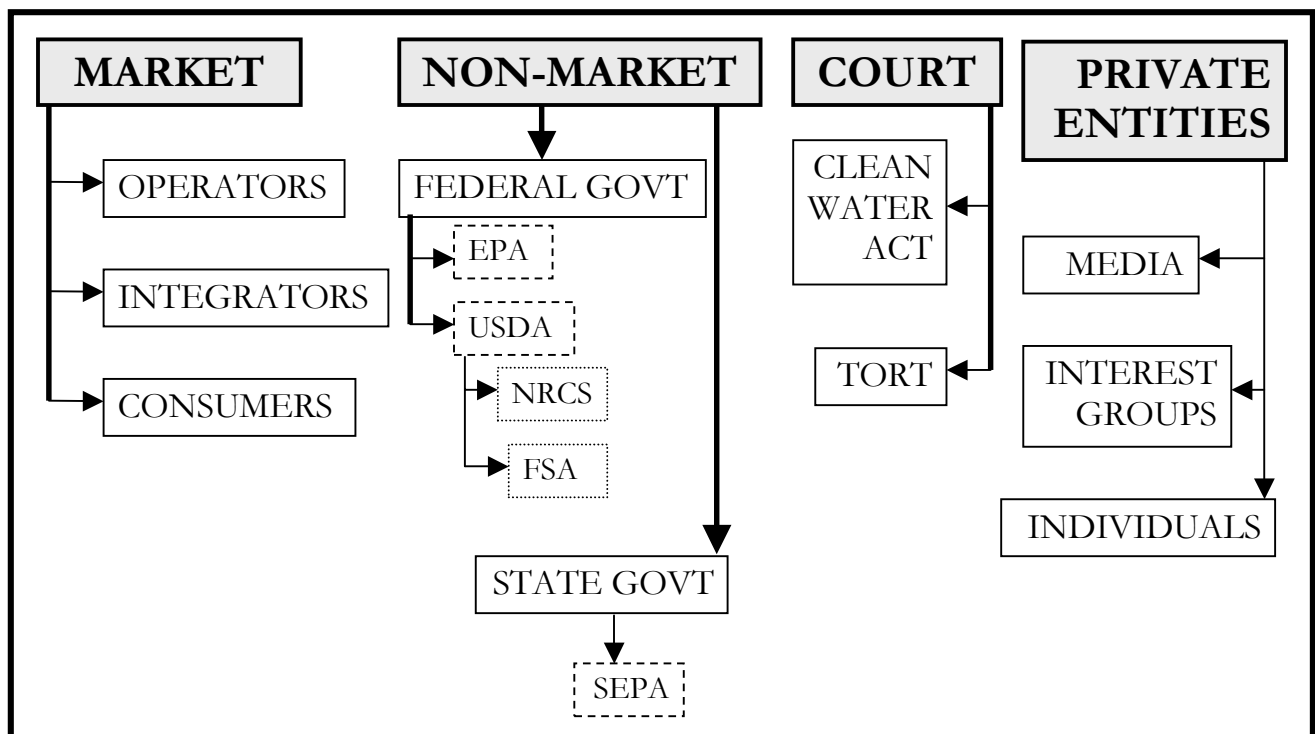 MARKET
OPERATORS
INTEGRATORS
CONSUMERS
NON-MARKET
FEDERAL GOVT
EPA
USDA
NRCS
FSA
STATE GOVT
SEPA
COURT
CLEAN
WATER
ACT
TORT
PRIVATE
ENTITIES
MEDIA
INTEREST
GROUPS
INDIVIDUALS